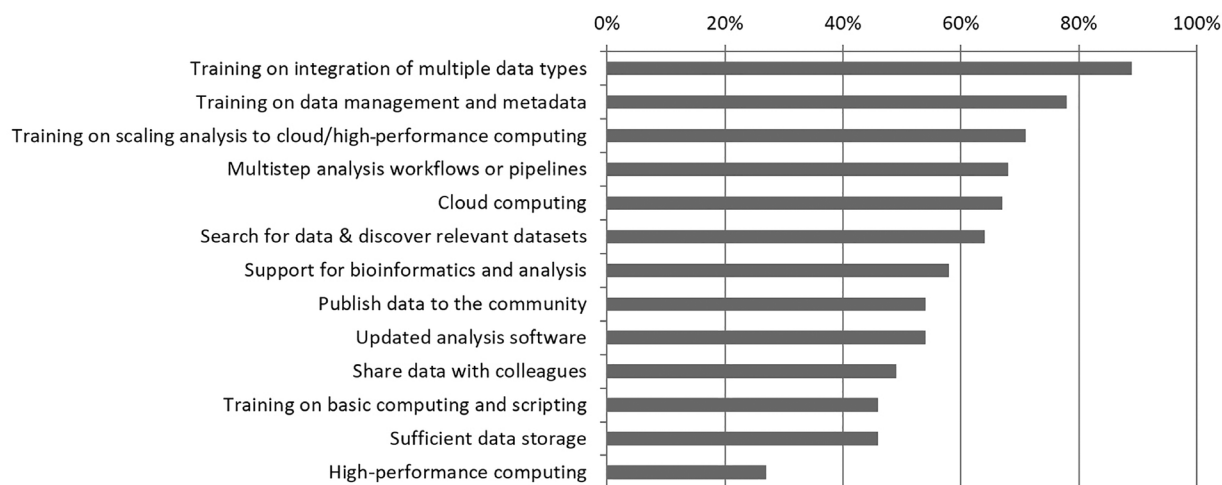 0% 20% 40% 60% 80% 100%
Training on integration of multiple data types
Training on data management and metadata
Training on scaling analysis to cloud/high-performance computing
Multistep analysis workflows or pipelines
Cloud computing
Search for data & discover relevant datasets
Support for bioinformatics and analysis
Publish data to the community
Updated analysis software
Share data with colleagues
Training on basic computing and scripting
Sufficient data storage
High-performance computing